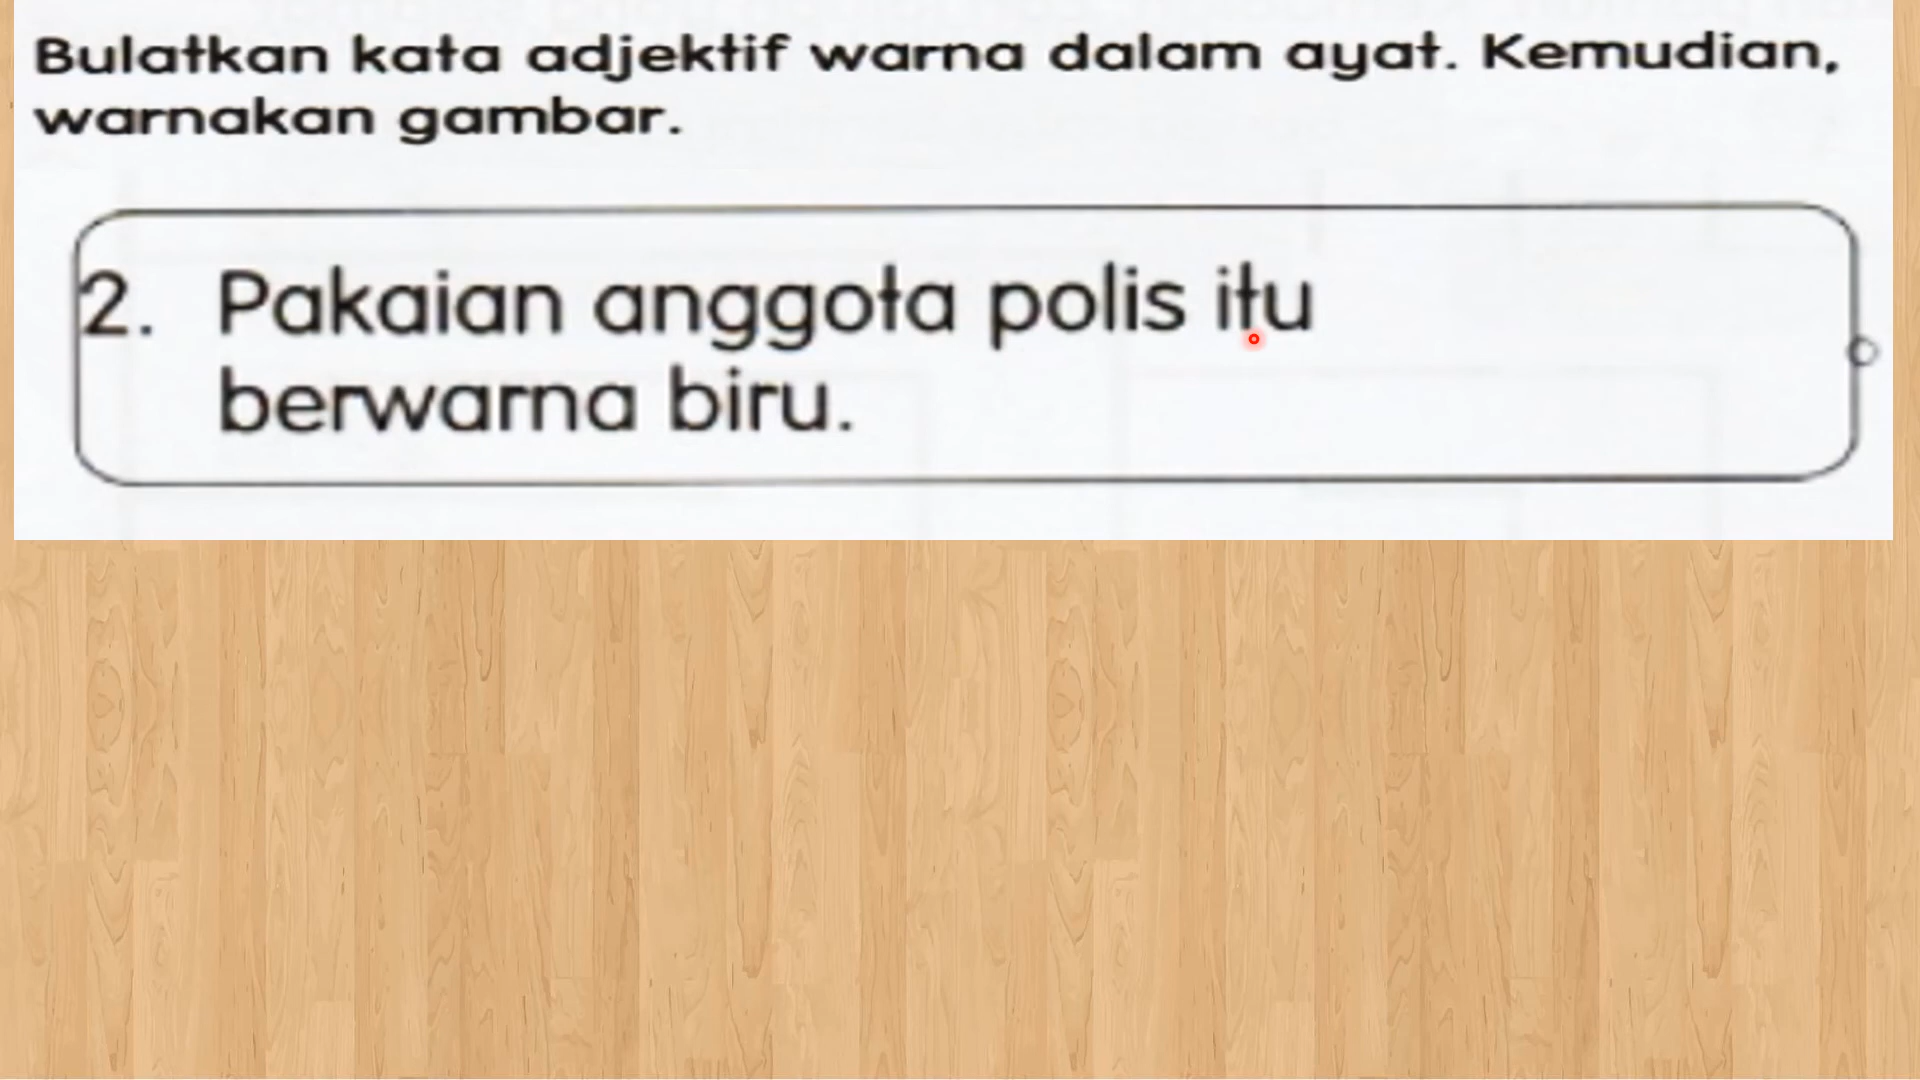 Bulatkan kata adjektif warna dalam ayat. Kemudian,
warnakan gambar.
2. Pakaian anggota polis itu
berwarna biru.